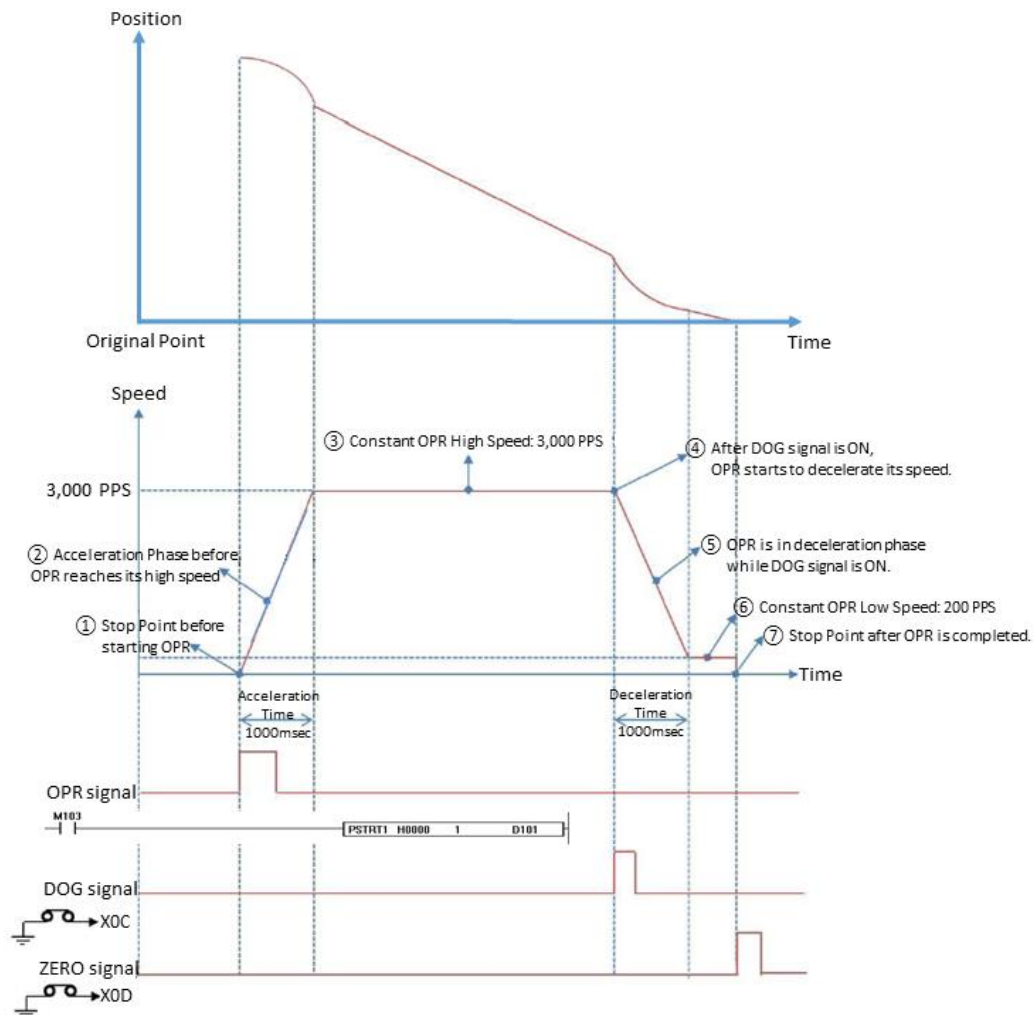 Position
Original Point
Time
Speed
③ Constant OPR High Speed: 3,000 PPS
④ After DOG signal is ON,
OPR starts to decelerate its speed.
3,000 PPS
② Acceleration Phase before
OPR reaches its high speed
⑤ OPR is in deceleration phase
while DOG signal is ON.
⑥ Constant OPR Low Speed: 200 PPS
① Stop Point before
starting OPR
⑦ Stop Point after OPR is completed.
Time
Acceleration
Time
1000msec
Deceleration
Time
1000msec
OPR signal
M103
PSTRT1 H0000 1 D101
DOG signal
X0C
ZERO signal
X0D